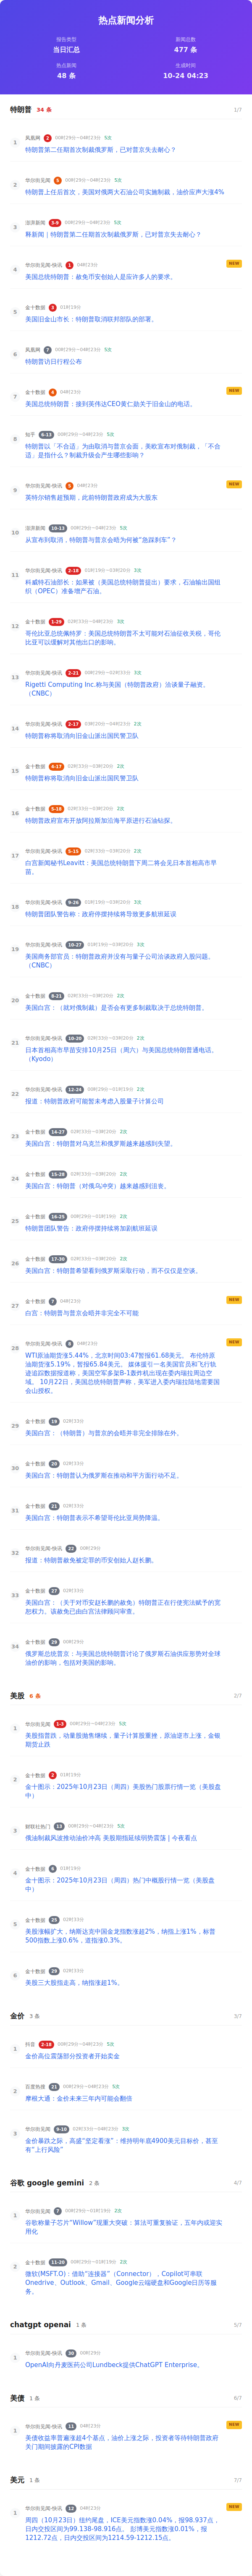 热点新闻分析
报告类型
新闻总数
当日汇总
477 条
热点新闻
生成时间
48 条
10-24 04:23
特朗普 34 条 1/7
1 凤凰网 2 00时29分~04时23分 5次
特朗普第二任期首次制裁俄罗斯，已对普京失去耐心？
2 华尔街见闻 5 00时29分~04时23分 5次
特朗普上任后首次，美国对俄两大石油公司实施制裁，油价应声大涨4%
3 澎湃新闻 00时29分~04时23分 5次
释新闻｜特朗普第二任期首次制裁俄罗斯，已对普京失去耐心？
4 华尔街见闻-快讯 1 04时23分 NEW
美国总统特朗普：赦免币安创始人是应许多人的要求。
5 金十数据 3 01时19分
美国旧金山市长：特朗普取消联邦部队的部署。
6 凤凰网 7 00时29分~04时23分 5次
特朗普访日行程公布
7 金十数据 4 04时23分 NEW
美国总统特朗普：接到英伟达CEO黄仁勋关于旧金山的电话。
8 知乎 6-13 00时29分~04时23分 5次
特朗普以「不合适」为由取消与普京会面，美欧宣布对俄制裁，「不合
适」是指什么？制裁升级会产生哪些影响？
9 华尔街见闻-快讯 5 04时23分 NEW
英特尔销售超预期，此前特朗普政府成为大股东
10 澎湃新闻 10-13 00时29分~04时23分 5次
从宣布到取消，特朗普与普京会晤为何被“急踩刹车”？
11 华尔街见闻-快讯 2-18 01时19分~03时20分 3次
科威特石油部长：如果被（美国总统特朗普提出）要求，石油输出国组
织（OPEC）准备增产石油。
12 金十数据 1-29 02时33分~04时23分 3次
哥伦比亚总统佩特罗：美国总统特朗普不太可能对石油征收关税，哥伦
比亚可以缓解对其他出口的影响。
13 华尔街见闻-快讯 2-21 00时29分~02时33分 3次
Rigetti Computing Inc.称与美国（特朗普政府）洽谈量子融资。
（CNBC）
14 华尔街见闻-快讯 2-17 03时20分~04时23分 2次
特朗普称将取消向旧金山派出国民警卫队
15 金十数据 4-17 02时33分~03时20分 2次
特朗普称将取消向旧金山派出国民警卫队
16 金十数据 5-18 02时33分~03时20分 2次
特朗普政府宣布开放阿拉斯加沿海平原进行石油钻探。
17 华尔街见闻-快讯 5-15 02时33分~03时20分 2次
白宫新闻秘书Leavitt：美国总统特朗普下周二将会见日本首相高市早
苗。
18 华尔街见闻-快讯 9-26 01时19分~03时20分 3次
特朗普团队警告称：政府停摆持续将导致更多航班延误
19 华尔街见闻-快讯 10-27 01时19分~03时20分 3次
美国商务部官员：特朗普政府并没有与量子公司洽谈政府入股问题。
（CNBC）
20 金十数据 9-21 02时33分~03时20分 2次
美国白宫：（就对俄制裁）是否会有更多制裁取决于总统特朗普。
21 华尔街见闻-快讯 10-20 02时33分~03时20分 2次
日本首相高市早苗安排10月25日（周六）与美国总统特朗普通电话。
（Kyodo）
22 华尔街见闻-快讯 12-24 00时29分~01时19分 2次
报道：特朗普政府可能暂未考虑入股量子计算公司
23 金十数据 14-27 02时33分~03时20分 2次
美国白宫：特朗普对乌克兰和俄罗斯越来越感到失望。
24 金十数据 15-28 02时33分~03时20分 2次
美国白宫：特朗普（对俄乌冲突）越来越感到沮丧。
25 金十数据 16-25 00时29分~01时19分 2次
特朗普团队警告：政府停摆持续将加剧航班延误
26 金十数据 17-30 02时33分~03时20分 2次
美国白宫：特朗普希望看到俄罗斯采取行动，而不仅仅是空谈。
27 金十数据 7 04时23分 NEW
白宫：特朗普与普京会晤并非完全不可能
28 华尔街见闻-快讯 8 04时23分 NEW
WTI原油期货涨5.44%，北京时间03:47暂报61.68美元。 布伦特原
油期货涨5.19%，暂报65.84美元。 媒体援引一名美国官员和飞行轨
迹追踪数据报道称，美国空军多架B-1轰炸机出现在委内瑞拉周边空
域。 10月22日，美国总统特朗普声称，美军进入委内瑞拉陆地需要国
会山授权。
29 金十数据 19 02时33分
美国白宫：（特朗普）与普京的会晤并非完全排除在外。
30 金十数据 20 02时33分
美国白宫：特朗普认为俄罗斯在推动和平方面行动不足。
31 金十数据 21 02时33分
美国白宫：特朗普表示不希望哥伦比亚局势降温。
32 华尔街见闻-快讯 22 00时29分
报道：特朗普赦免被定罪的币安创始人赵长鹏。
33 金十数据 27 02时33分
美国白宫：（关于对币安赵长鹏的赦免）特朗普正在行使宪法赋予的宽
恕权力。该赦免已由白宫法律顾问审查。
34 金十数据 29 00时29分
俄罗斯总统普京：与美国总统特朗普讨论了俄罗斯石油供应形势对全球
油价的影响，包括对美国的影响。
美股 6 条 2/7
1 华尔街见闻 1-3 00时29分~04时23分 5次
美股指普跌，动量股抛售继续，量子计算股重挫，原油逆市上涨，金银
期货止跌
2 金十数据 2 01时19分
金十图示：2025年10月23日（周四）美股热门股票行情一览（美股盘
中）
3 财联社热门 13 00时29分~04时23分 5次
俄油制裁风波推动油价冲高 美股期指延续弱势震荡｜今夜看点
4 金十数据 6 01时19分
金十图示：2025年10月23日（周四）热门中概股行情一览（美股盘
中）
5 金十数据 25 02时33分
美股涨幅扩大，纳斯达克中国金龙指数涨超2%，纳指上涨1%，标普
500指数上涨0.6%，道指涨0.3%。
6 金十数据 29 02时33分
美股三大股指走高，纳指涨超1%。
金价 3 条 3/7
1 抖音 2-18 00时29分~04时23分 5次
金价高位震荡部分投资者开始卖金
2 百度热搜 21 00时29分~04时23分 5次
摩根大通：金价未来三年内可能会翻倍
3 华尔街见闻 9-10 02时33分~04时23分 3次
金价暴跌之际，高盛“坚定看涨”：维持明年底4900美元目标价，甚至
有“上行风险”
谷歌 google gemini 2 条 4/7
1 华尔街见闻 7 00时29分~01时19分 2次
谷歌称量子芯片“Willow”现重大突破：算法可重复验证，五年内或迎实
用化
2 金十数据 11-20 00时29分~01时19分 2次
微软(MSFT.O)：借助“连接器”（Connector），Copilot可串联
Onedrive、Outlook、Gmail、Google云端硬盘和Google日历等服
务。
chatgpt openai 1 条 5/7
1 华尔街见闻-快讯 30 00时29分
OpenAI向丹麦医药公司Lundbeck提供ChatGPT Enterprise。
美债 1 条 6/7
1 华尔街见闻-快讯 11 04时23分 NEW
美债收益率普遍涨超4个基点，油价上涨之际，投资者等待特朗普政府
关门期间披露的CPI数据
美元 1 条 7/7
1 华尔街见闻-快讯 12 04时23分 NEW
周四（10月23日）纽约尾盘，ICE美元指数涨0.04%，报98.937点，
日内交投区间为99.138-98.916点。 彭博美元指数涨0.01%，报
1212.72点，日内交投区间为1214.59-1212.15点。